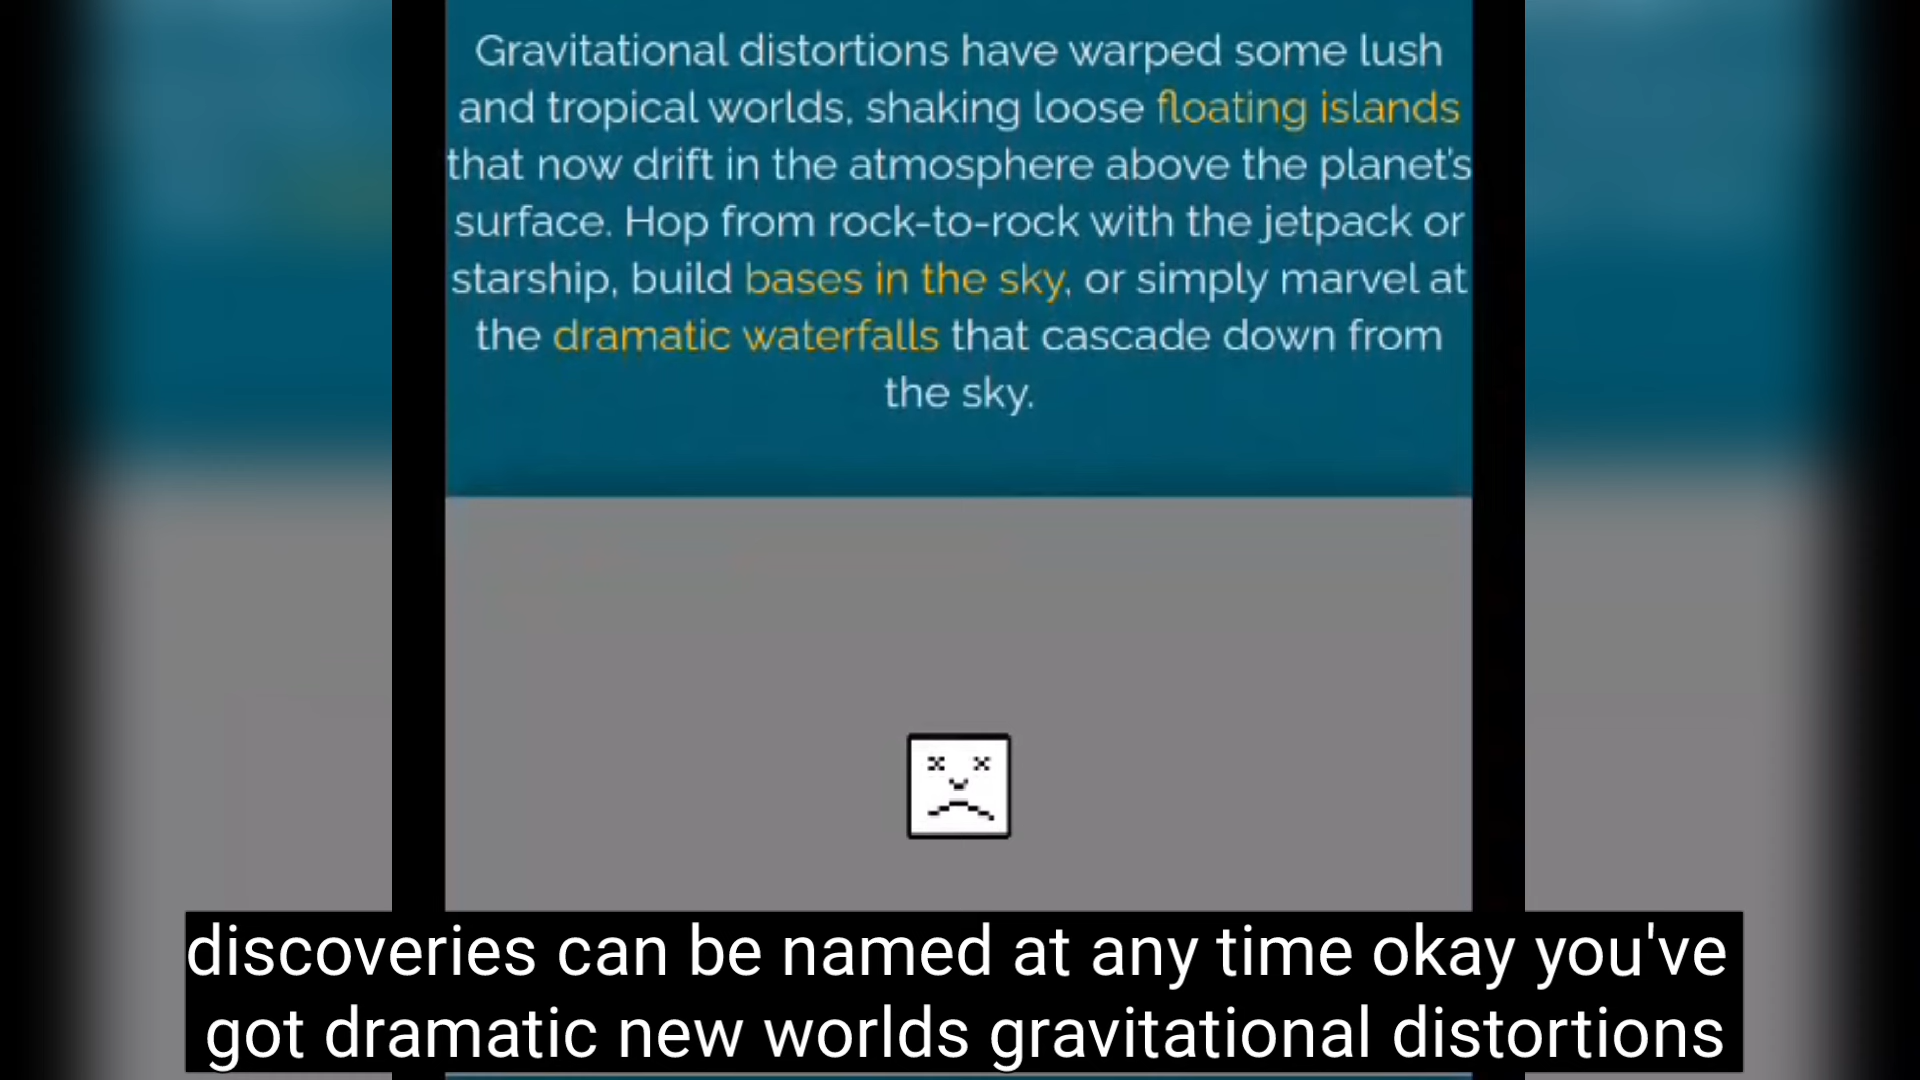 Gravitational distortions have warped some lush
and tropical worlds, shaking loose floating islands
that now drift in the atmosphere above the planet's
surface. Hop from rock-to-rock with the jetpack or
starship, build bases in the sky, or simply marvel at
the dramatic waterfalls that cascade down from
the sky.
discoveries can be named at any time okay you've
got dramatic new worlds gravitational distortions